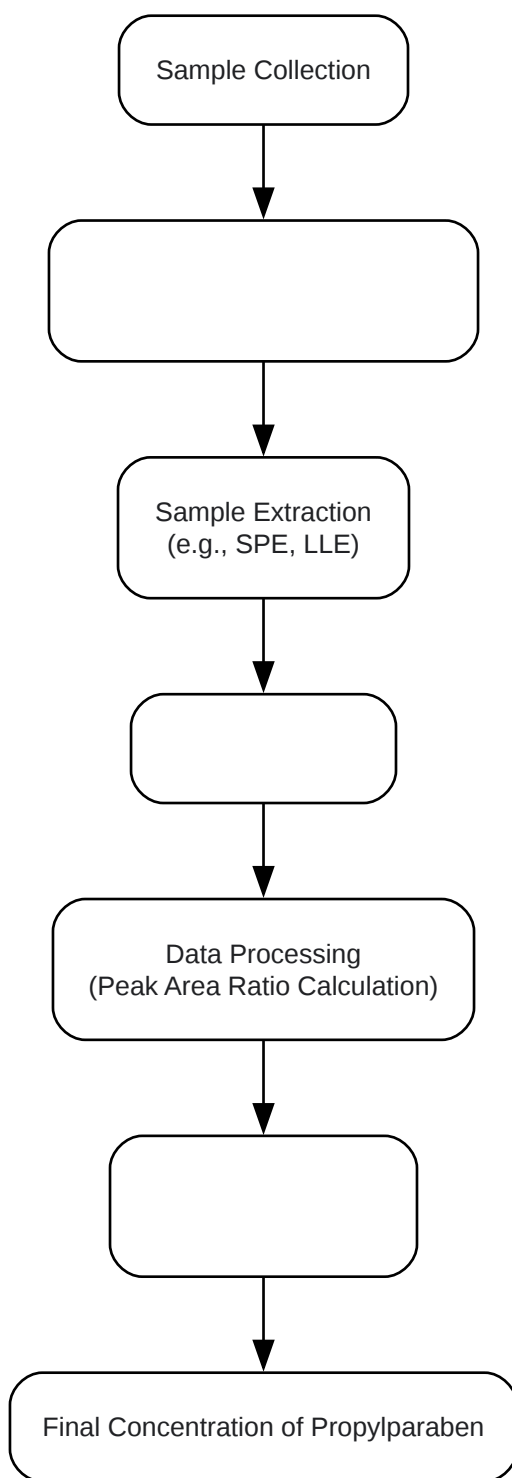 Sample Collection
Sample Extraction
(e.g., SPE, LLE)
Data Processing
(Peak Area Ratio Calculation)
Final Concentration of Propylparaben